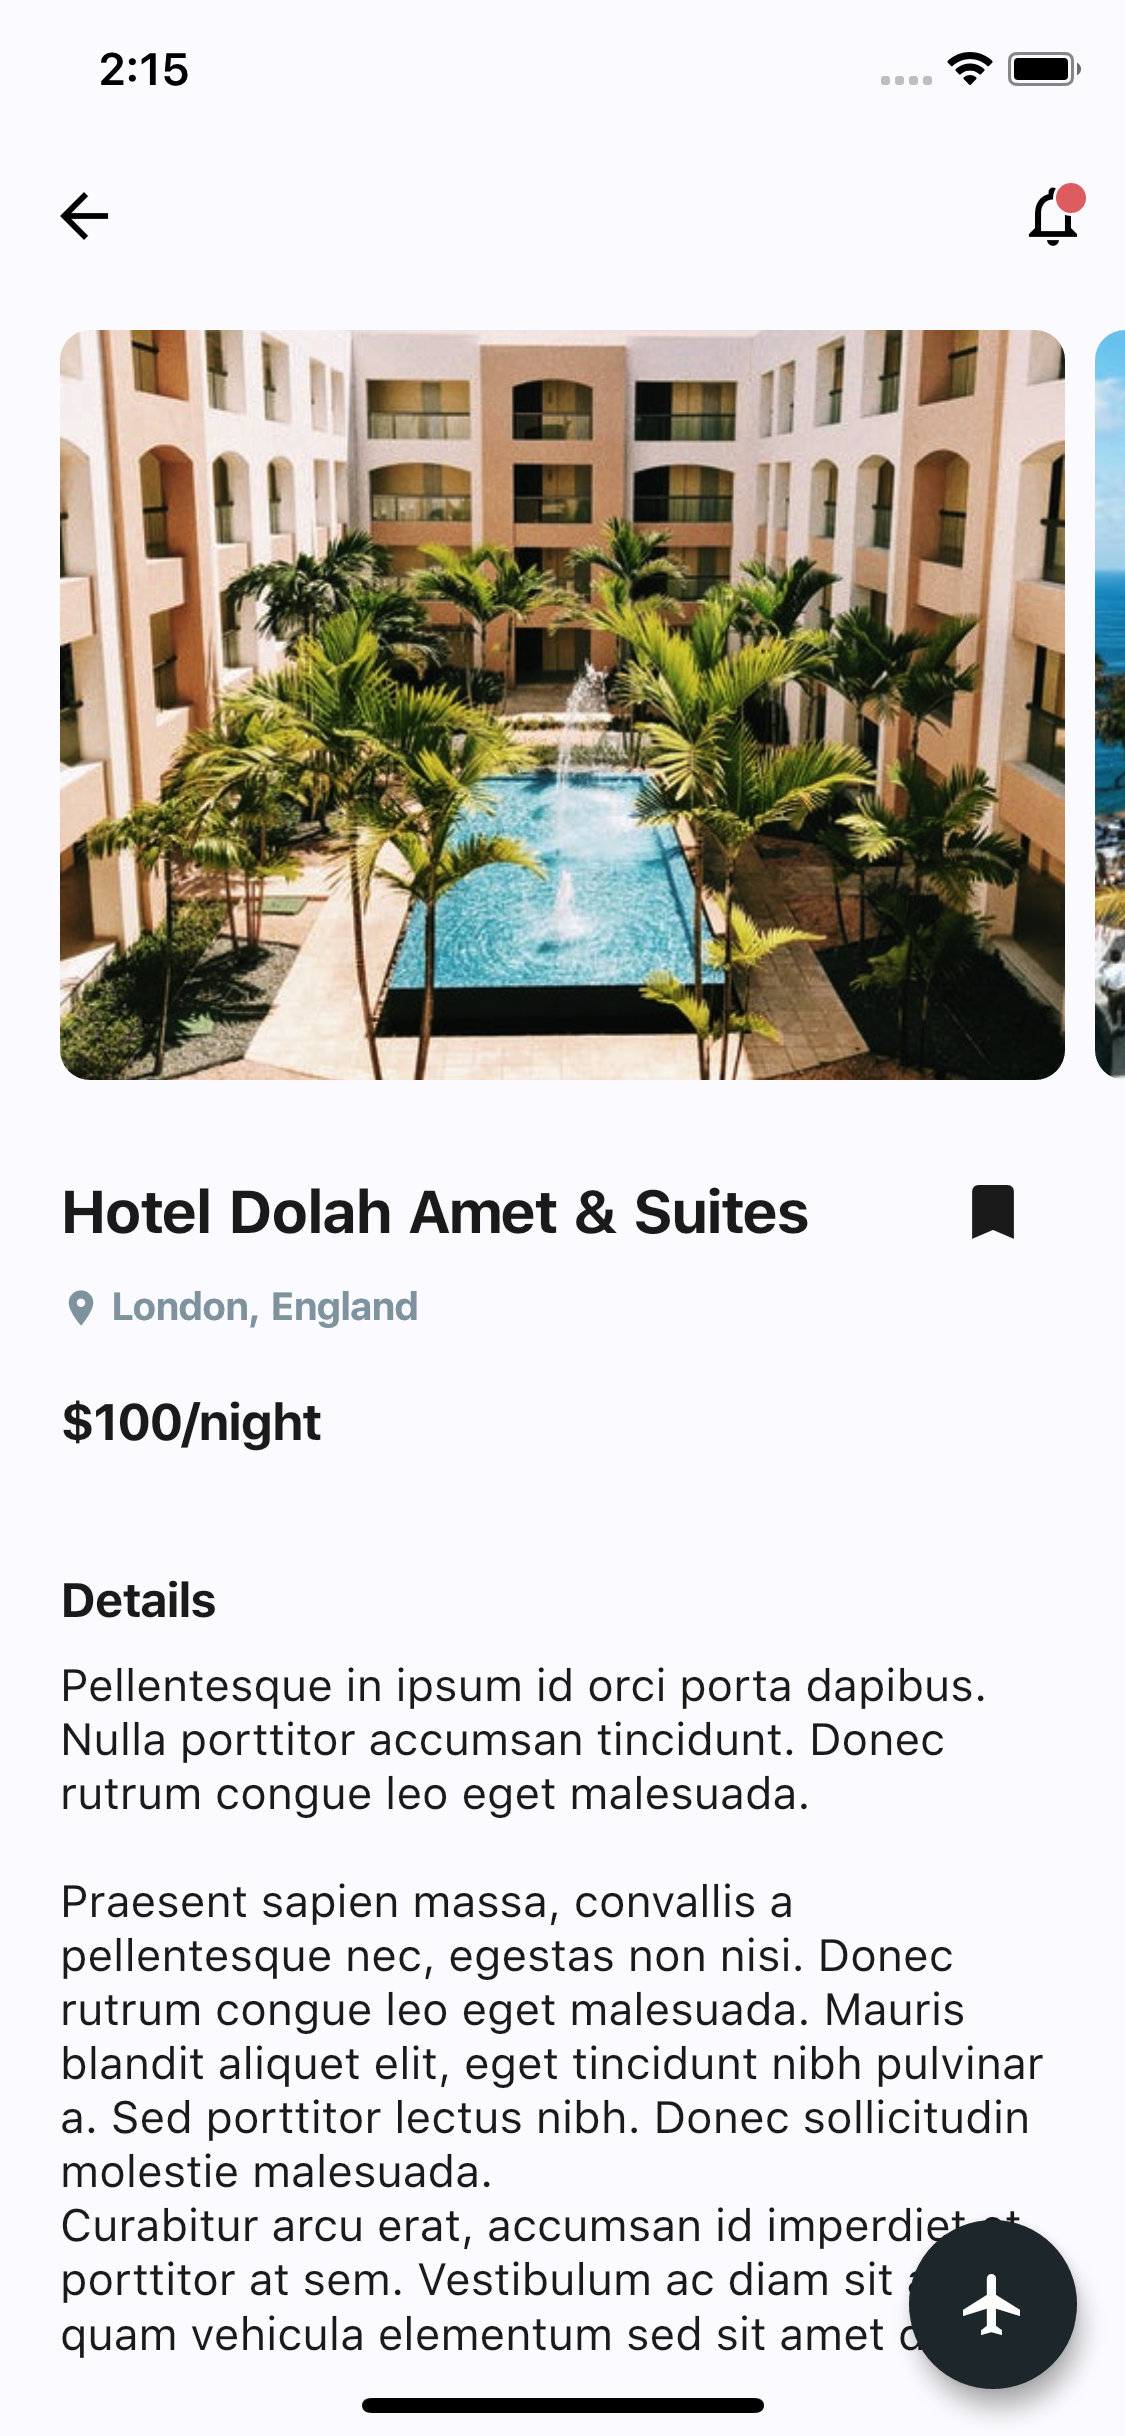 2:15
Hotel Dolah Amet & Suites
London, England
$100/night
Details
Pellentesque in ipsum id orci porta dapibus.
Nulla porttitor accumsan tincidunt. Donec
rutrum congue leo eget malesuada.
Praesent sapien massa, convallis a
pellentesque nec, egestas non nisi. Donec
rutrum congue leo eget malesuada. Mauris
blandit aliquet elit, eget tincidunt nibh pulvinar
a. Sed porttitor lectus nibh. Donec sollicitudin
molestie malesuada.
Curabitur arcu erat, accumsan id imperdiet et,
porttitor at sem. Vestibulum ac diam sit
quam vehicula elementum sed sit amet